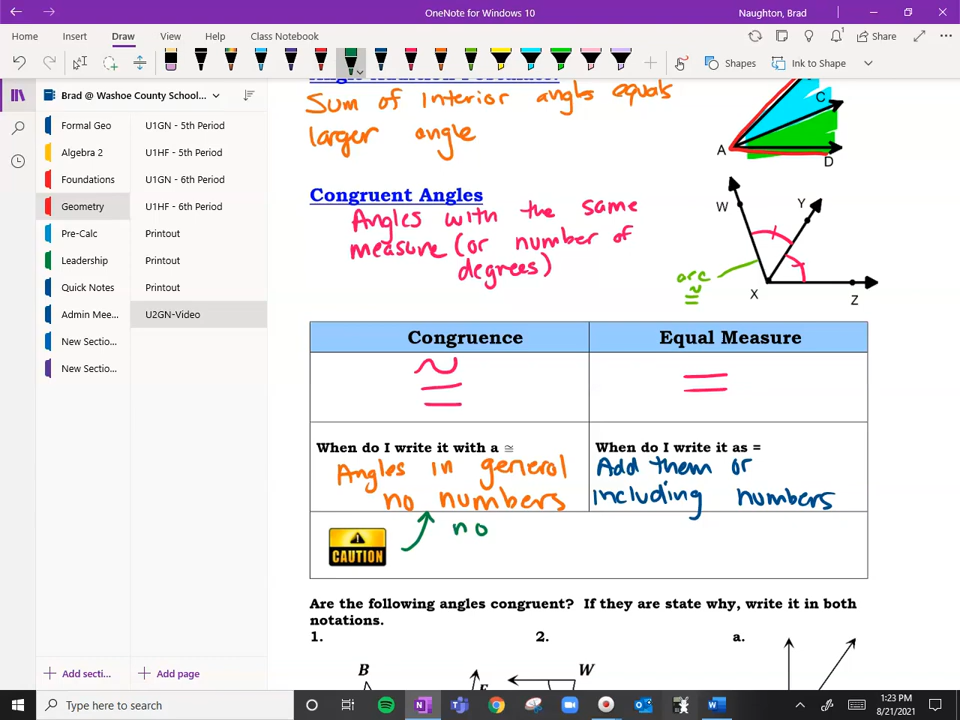 OneNote for Windows 10
Naughton, Brad
Home Insert Draw View Help Class Notebook
Share
Shapes
Ink to Shape
Brad @ Washoe County School...
Formal Geo
Algebra 2
Foundations
Geometry
Pre-Calc
Leadership
Quick Notes
Admin Mee...
New Sectio...
New Sectio...
U1GN - 5th Period
U1HF - 5th Period
U1GN - 6th Period
U1HF - 6th Period
Printout
Printout
Printout
U2GN-Video
Add secti...
Add page
Sum of Interior angles equals
larger angle
A
C
D
Congruent Angles
Angles with the same
measure (or number of
degrees)
W
Y
X
Z
arc
≅
Congruence
Equal Measure
≅
=
When do I write it with a ≅
Angles in general
no numbers
When do I write it as =
Add them or
including numbers
CAUTION
no
Are the following angles congruent? If they are state why, write it in both
notations.
1.
2.
a.
B
W
Type here to search
1:23 PM
8/21/2021